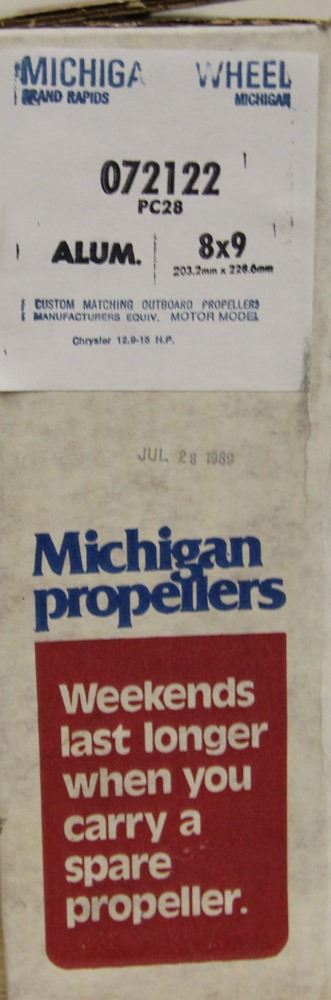 MICHIGA WHEEL
GRAND RAPIDS MICHIGAN
072122
PC28
ALUM. 8x9
203.2mm x 228.6mm
CUSTOM MATCHING OUTBOARD PROPELLERS
MANUFACTURERS EQUIV. MOTOR MODEL
Chrysler 12.9-15 H.P.
JUL 28 1989
Michigan
propellers
Weekends
last longer
when you
carry a
spare
propeller.